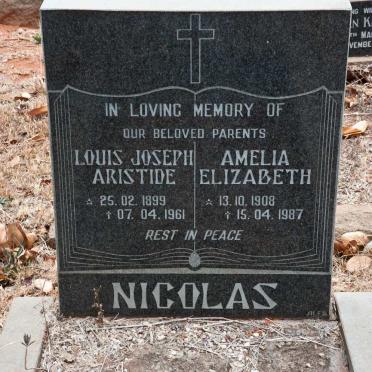 IN LOVING MEMORY OF
OUR BELOVED PARENTS
LOUIS JOSEPH
ARISTIDE
☆ 25.02.1899
† 07.04.1961
AMELIA
ELIZABETH
☆ 13.10.1908
† 15.04.1987
REST IN PEACE
NICOLAS